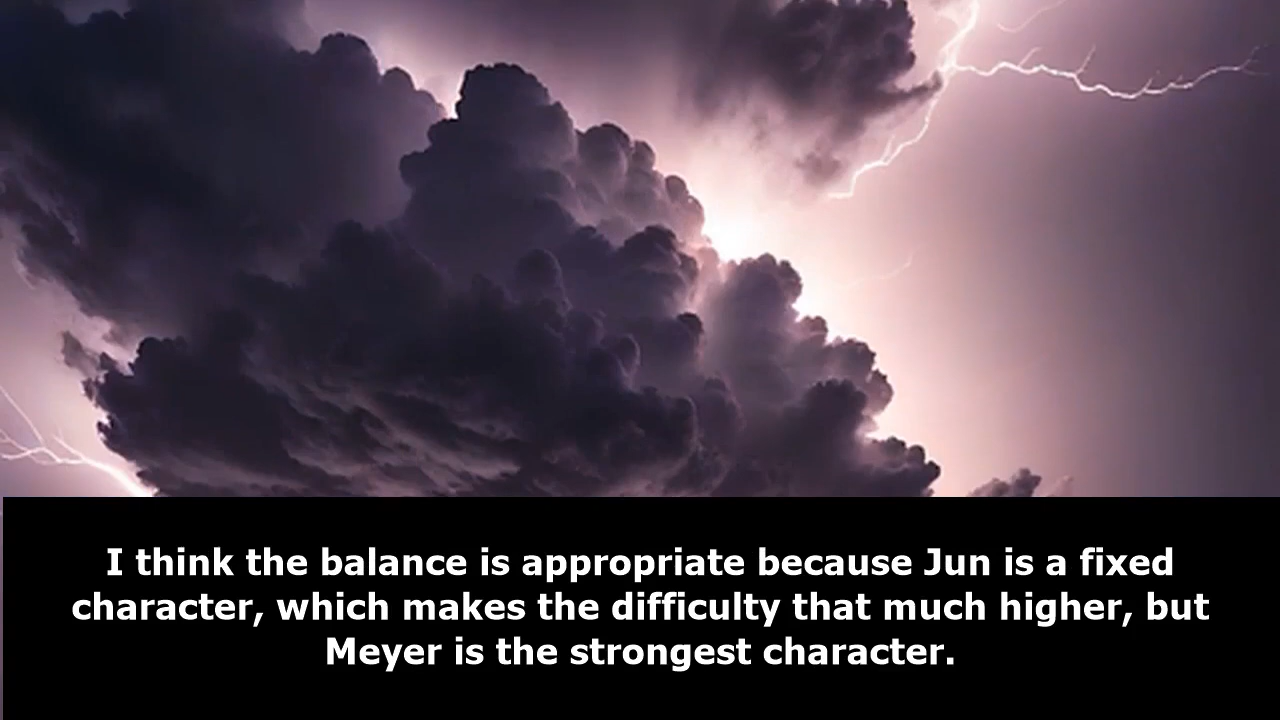 I think the balance is appropriate because Jun is a fixed
character, which makes the difficulty that much higher, but
Meyer is the strongest character.